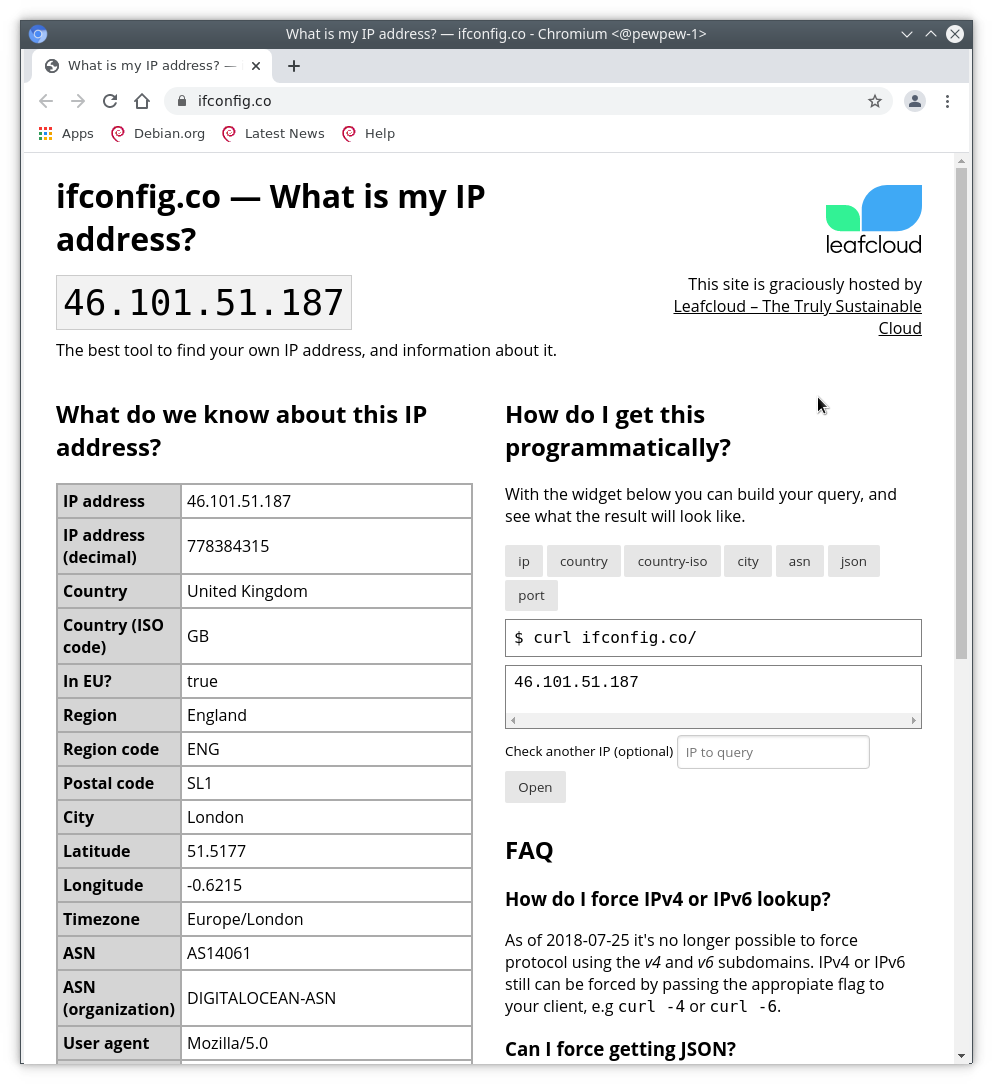 What is my IP address? — ifconfig.co - Chromium <@pewpew-1>
What is my IP address? —
ifconfig.co
Apps Debian.org Latest News Help
ifconfig.co — What is my IP
address?
46.101.51.187
The best tool to find your own IP address, and information about it.
leafcloud
This site is graciously hosted by
Leafcloud – The Truly Sustainable
Cloud
What do we know about this IP
address?
IP address 46.101.51.187
IP address
(decimal) 778384315
Country United Kingdom
Country (ISO
code) GB
In EU? true
Region England
Region code ENG
Postal code SL1
City London
Latitude 51.5177
Longitude -0.6215
Timezone Europe/London
ASN AS14061
ASN
(organization) DIGITALOCEAN-ASN
User agent Mozilla/5.0
How do I get this
programmatically?
With the widget below you can build your query, and
see what the result will look like.
ip country country-iso city asn json
port
$ curl ifconfig.co/
46.101.51.187
Check another IP (optional) IP to query
Open
FAQ
How do I force IPv4 or IPv6 lookup?
As of 2018-07-25 it's no longer possible to force
protocol using the v4 and v6 subdomains. IPv4 or IPv6
still can be forced by passing the appropiate flag to
your client, e.g curl -4 or curl -6.
Can I force getting JSON?